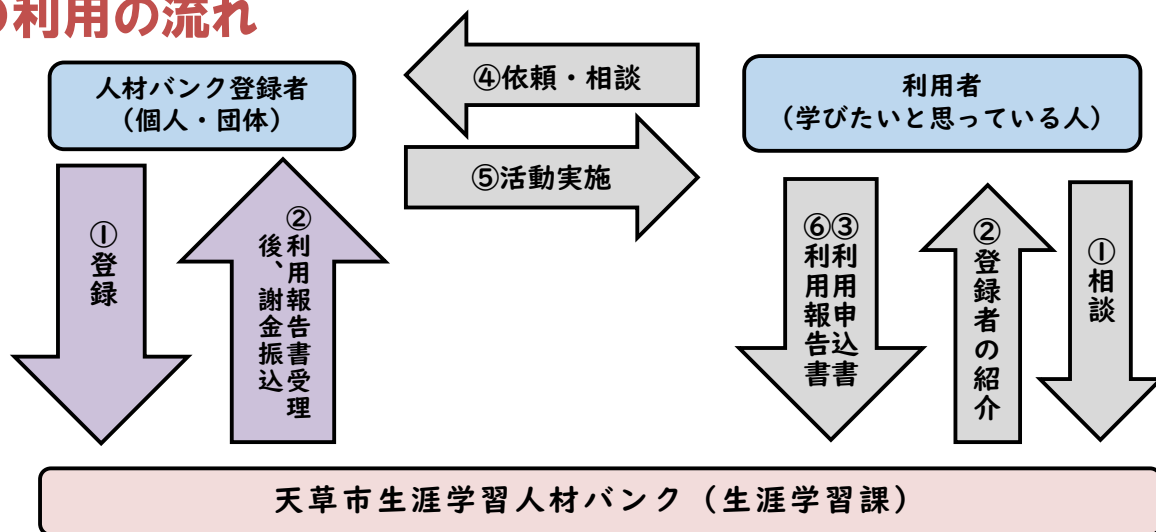 の利用の流れ
人材バンク登録者
（個人・団体）
④依頼・相談
利用者
（学びたいと思っている人）
⑤活動実施
①登録
②利用報告書受理
後、謝金振込
③利用申込書
⑥利用報告書
②登録者の紹介
①相談
天草市生涯学習人材バンク（生涯学習課）